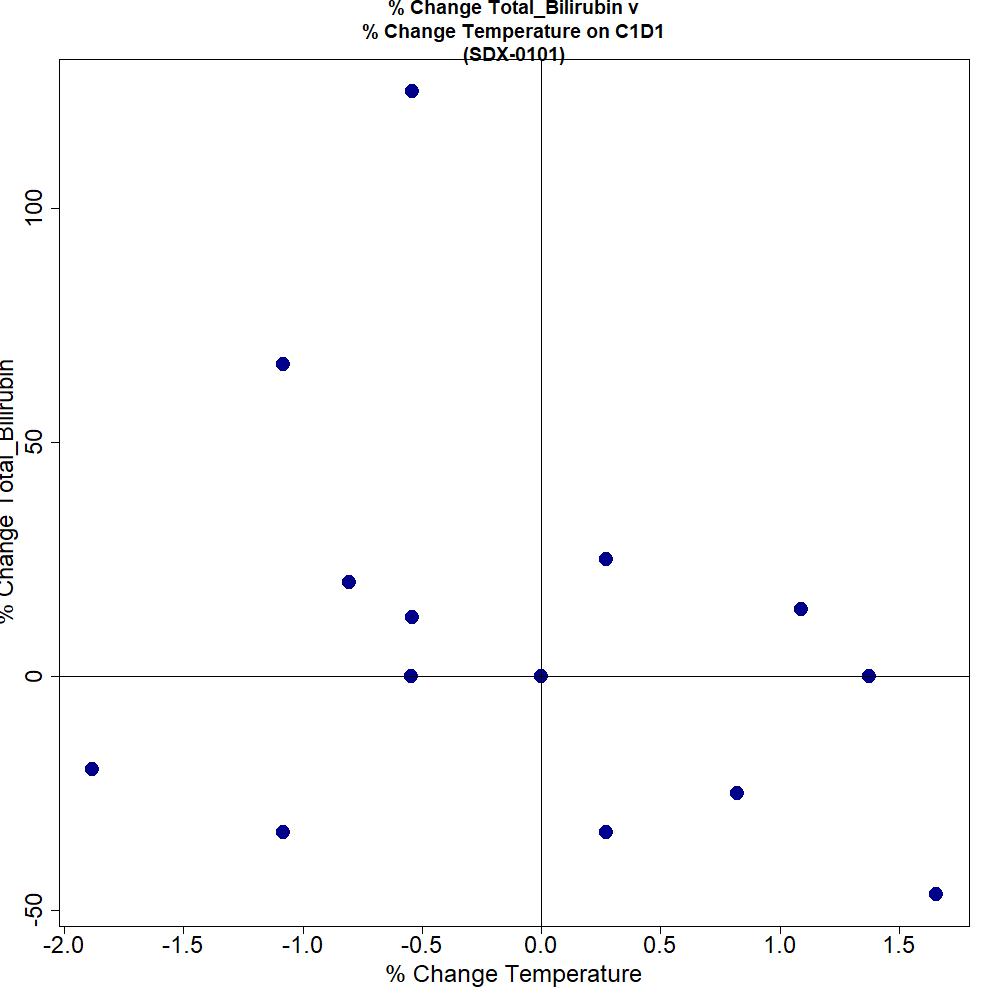 % Change Total_Bilirubin v
% Change Temperature on C1D1
(SDX-0101)
% Change Total_Bilirubin
100
50
0
-50
-2.0 -1.5 -1.0 -0.5 0.0 0.5 1.0 1.5
% Change Temperature